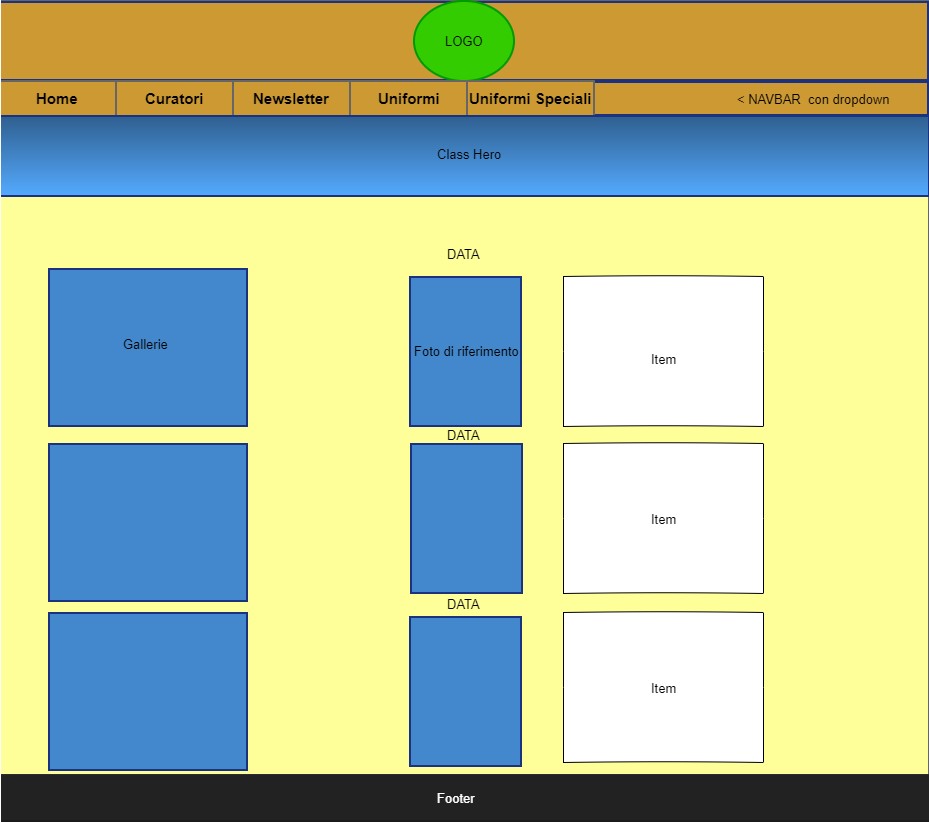 LOGO
Home
Curatori
Newsletter
Uniformi
Uniformi Speciali
< NAVBAR  con dropdown
Class Hero
DATA
Gallerie
Foto di riferimento
Item
DATA
Item
DATA
Item
Footer